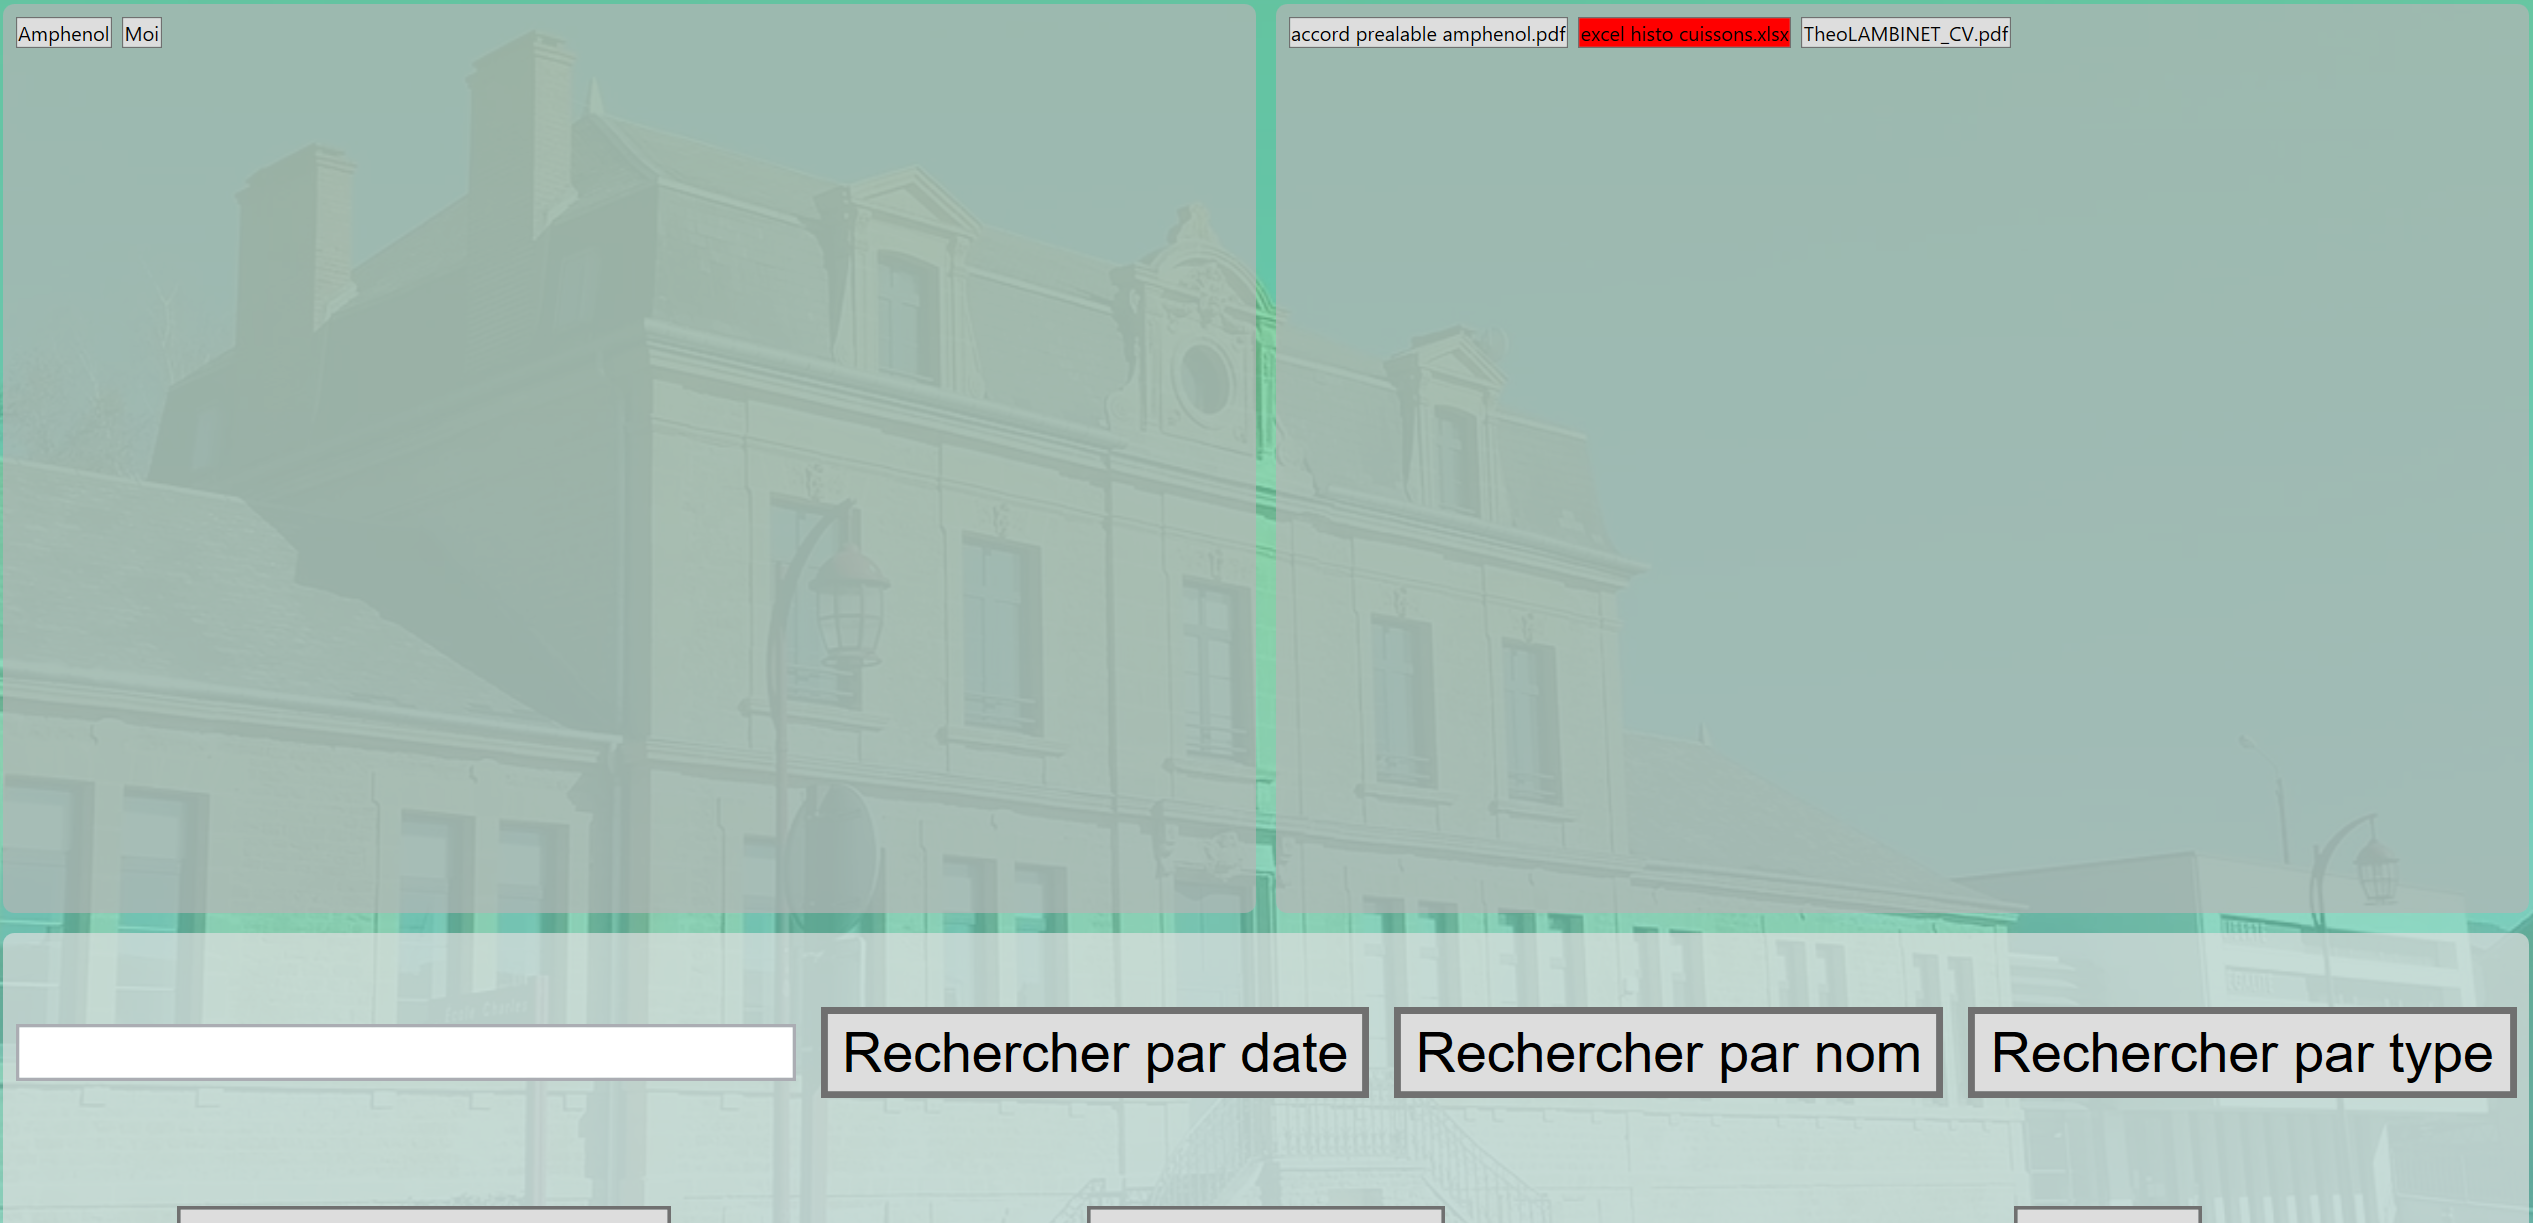 Amphenol Moi
accord prealable amphenol.pdf excel histo cuissons.xlsx TheoLAMBINET_CV.pdf
Rechercher par date Rechercher par nom Rechercher par type